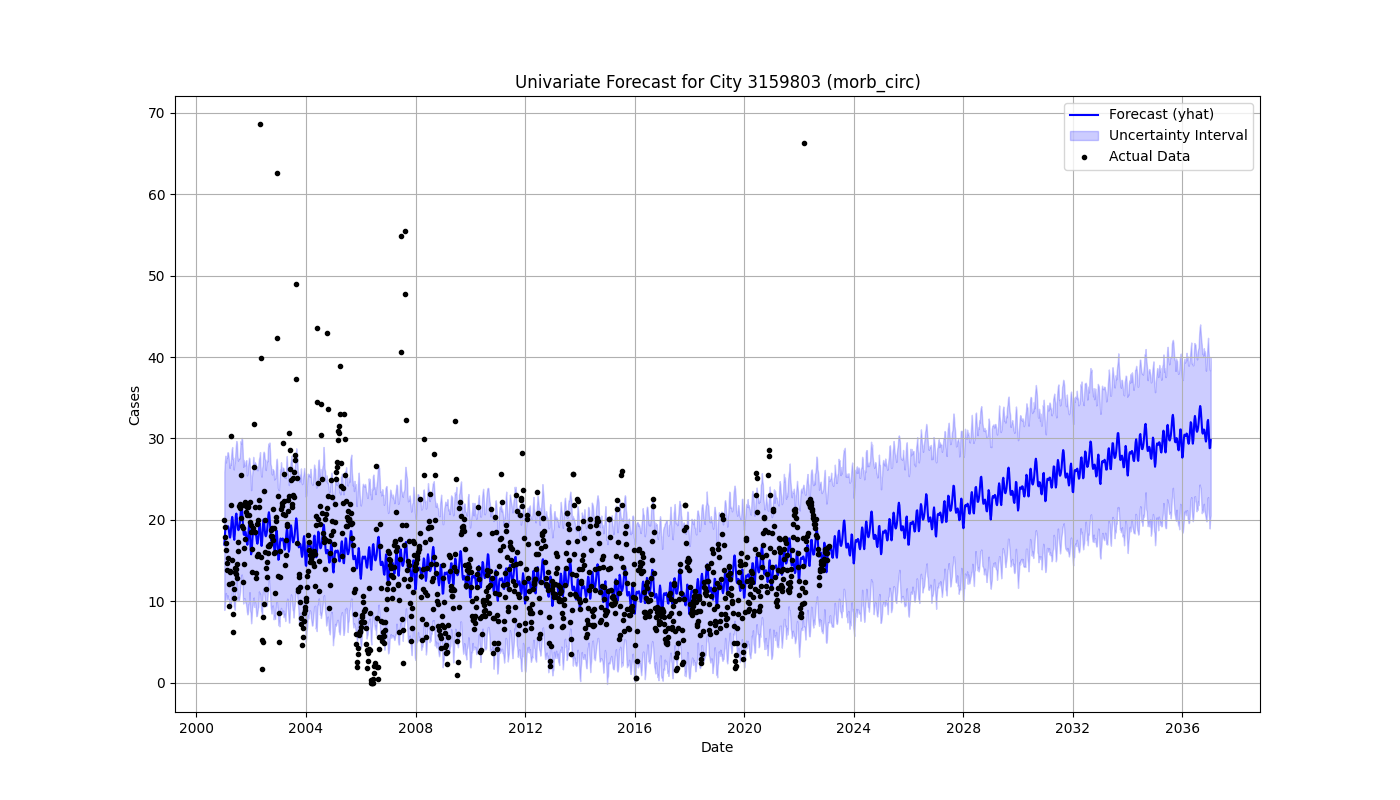 Univariate Forecast for City 3159803 (morb_circ)
Forecast (yhat)
Uncertainty Interval
Actual Data
Cases
70
60
50
40
30
20
10
0
2000 2004 2008 2012 2016 2020 2024 2028 2032 2036
Date